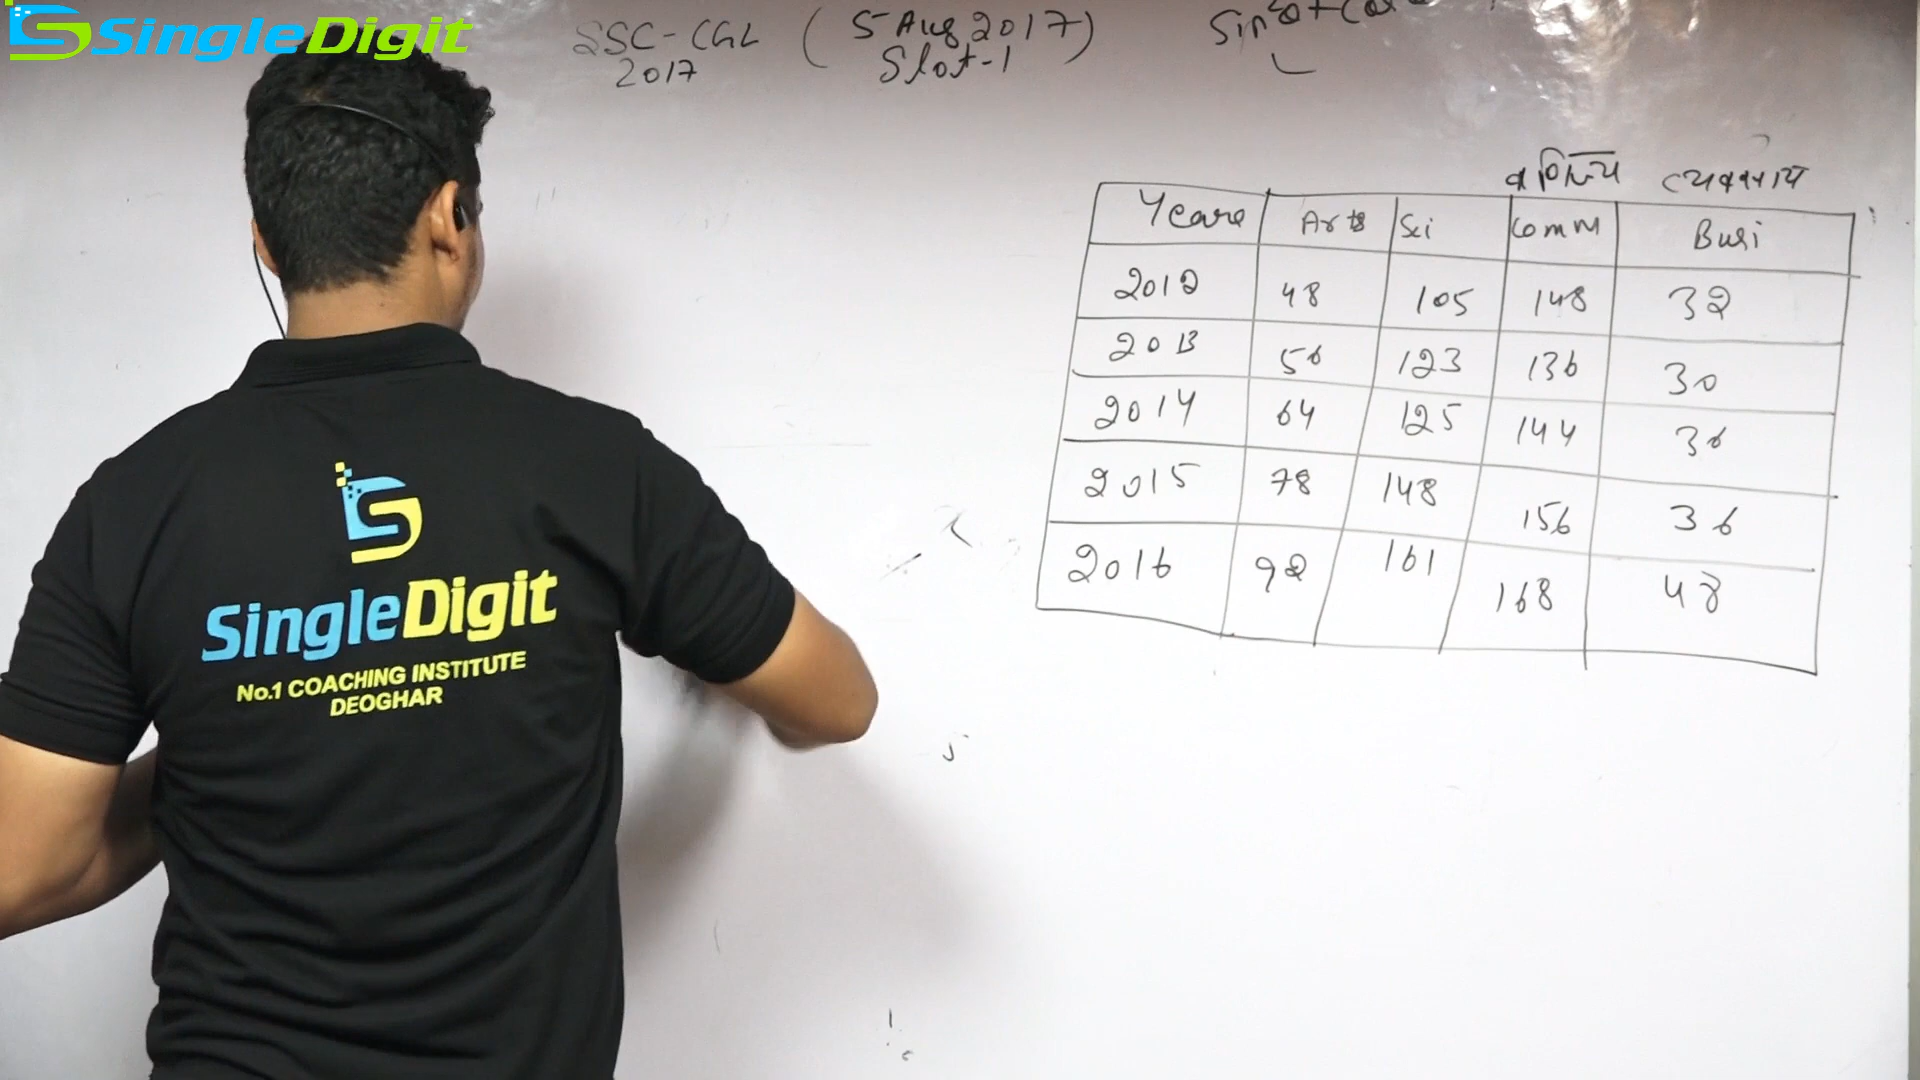 SingleDigit
SSC-CGL (5 Aug 2017)
2017 Slot-1
वाणिज्य व्यवसाय
Years Arts Sci Comm Busi
2012 48 105 148 32
2013 56 123 136 30
2014 64 125 144 36
2015 78 148 156 36
2016 92 161 168 48
SingleDigit
No.1 COACHING INSTITUTE
DEOGHAR